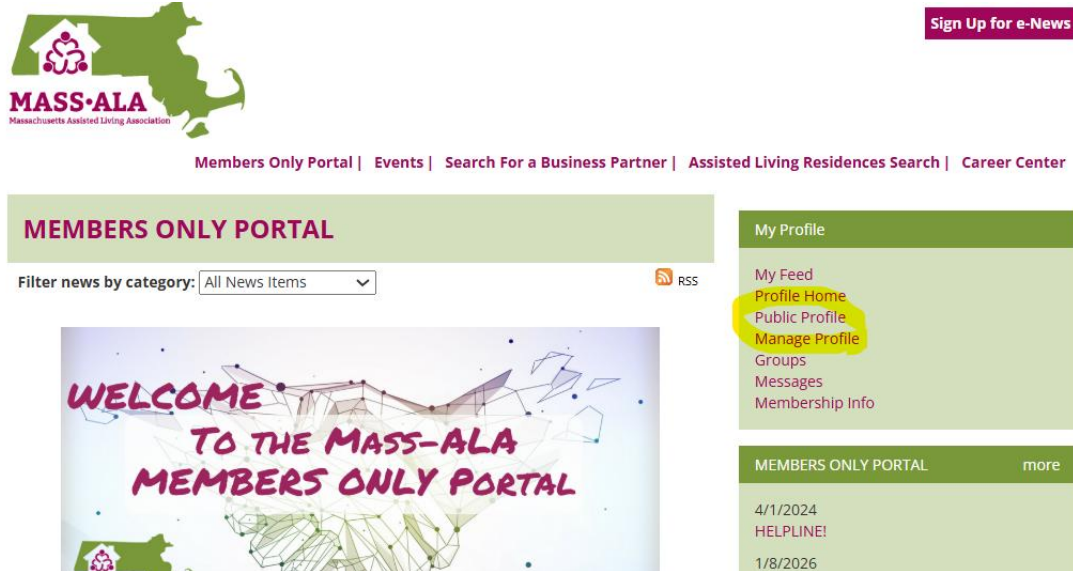 Sign Up for e-News
MASS•ALA
Massachusetts Assisted Living Association
Members Only Portal | Events | Search For a Business Partner | Assisted Living Residences Search | Career Center
MEMBERS ONLY PORTAL
Filter news by category: All News Items
RSS
WELCOME
TO THE MASS-ALA
MEMBERS ONLY PORTAL
My Profile
My Feed
Profile Home
Public Profile
Manage Profile
Groups
Messages
Membership Info
MEMBERS ONLY PORTAL more
4/1/2024
HELPLINE!
1/8/2026